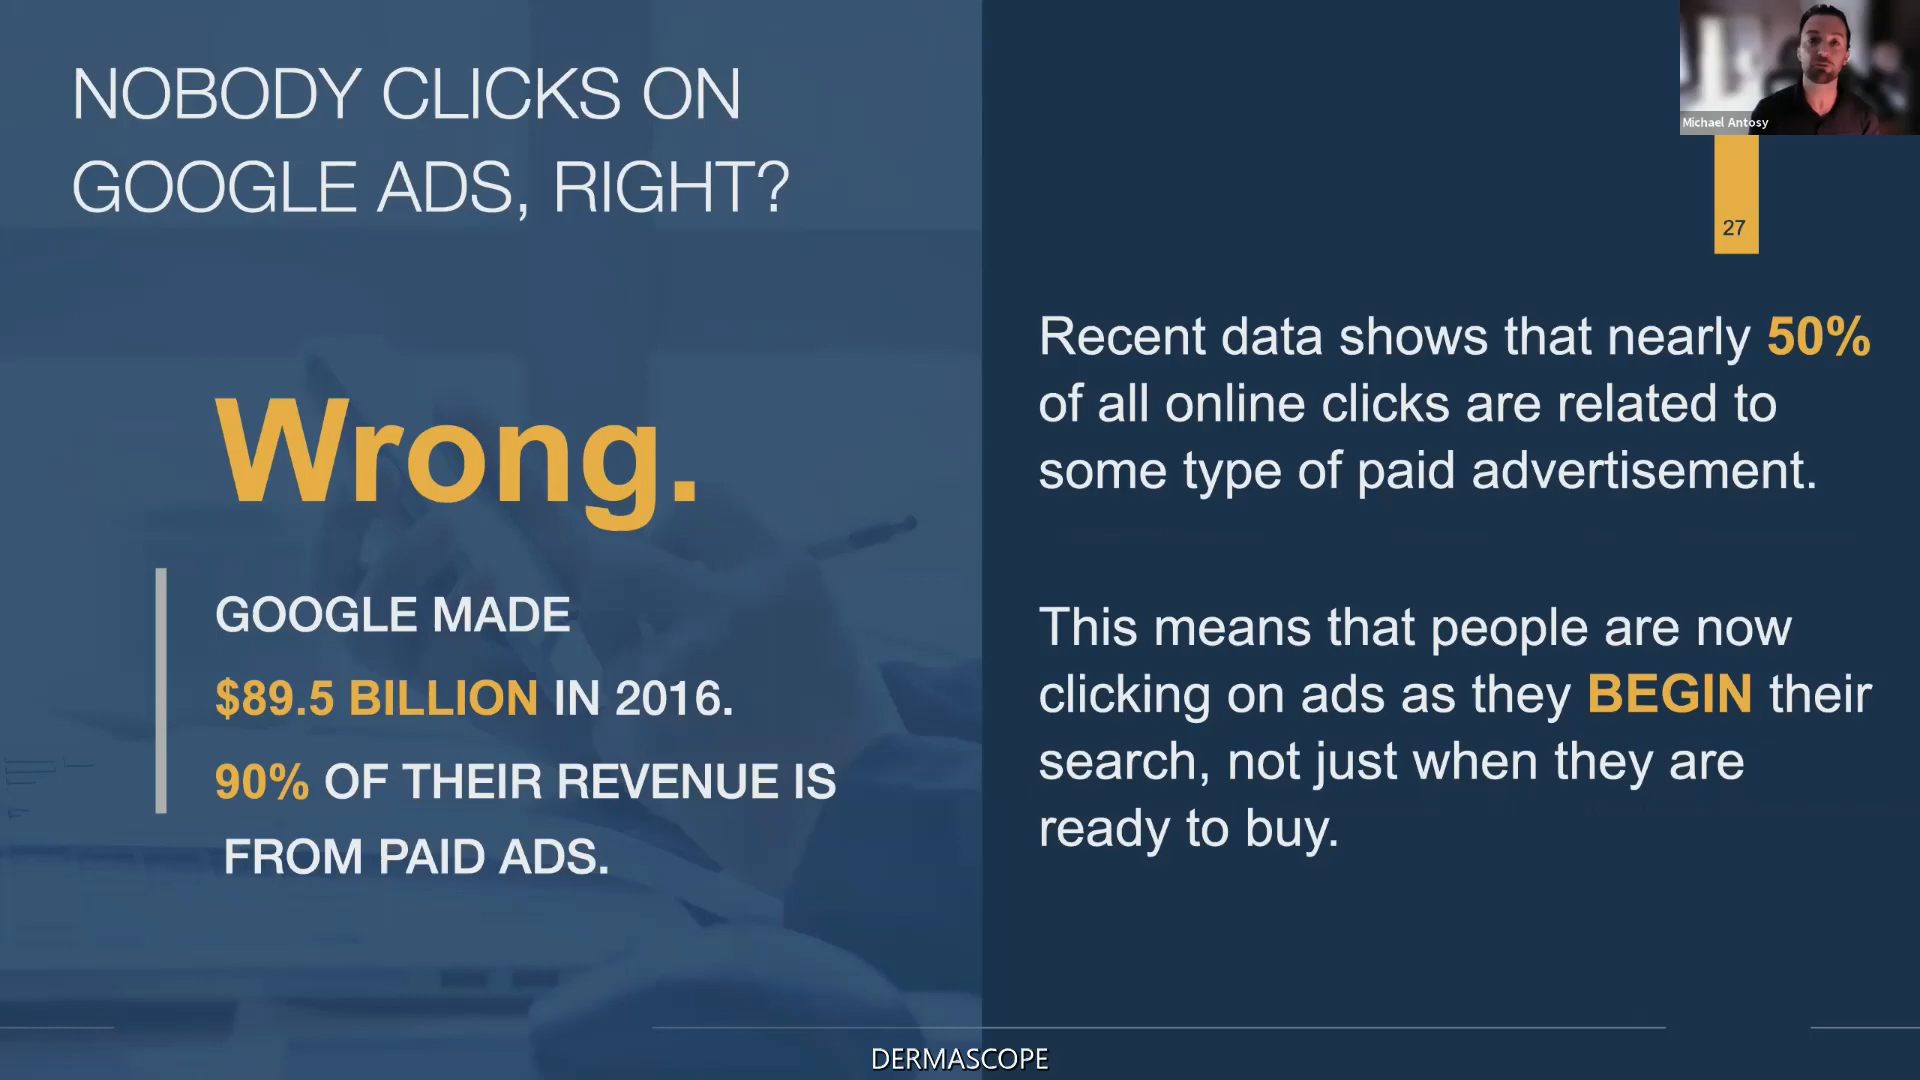 NOBODY CLICKS ON
GOOGLE ADS, RIGHT?
Wrong.
GOOGLE MADE
$89.5 BILLION IN 2016.
90% OF THEIR REVENUE IS
FROM PAID ADS.
Michael Antosy
27
Recent data shows that nearly 50%
of all online clicks are related to
some type of paid advertisement.
This means that people are now
clicking on ads as they BEGIN their
search, not just when they are
ready to buy.
DERMASCOPE